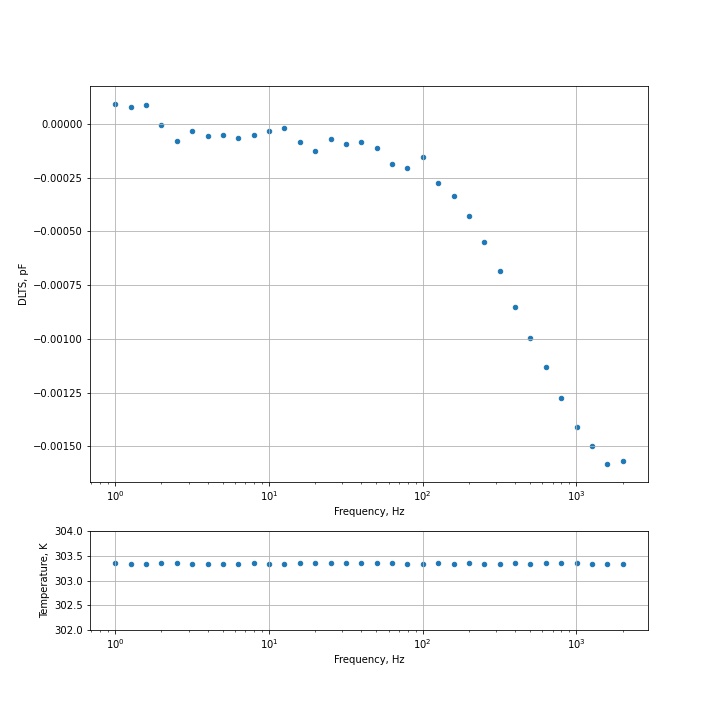 0.00000
−0.00025
−0.00050
−0.00075
−0.00100
−0.00125
−0.00150
DLTS, pF
10⁰ 10¹ 10² 10³
Frequency, Hz
304.0
303.5
303.0
302.5
302.0
Temperature, K
10⁰ 10¹ 10² 10³
Frequency, Hz